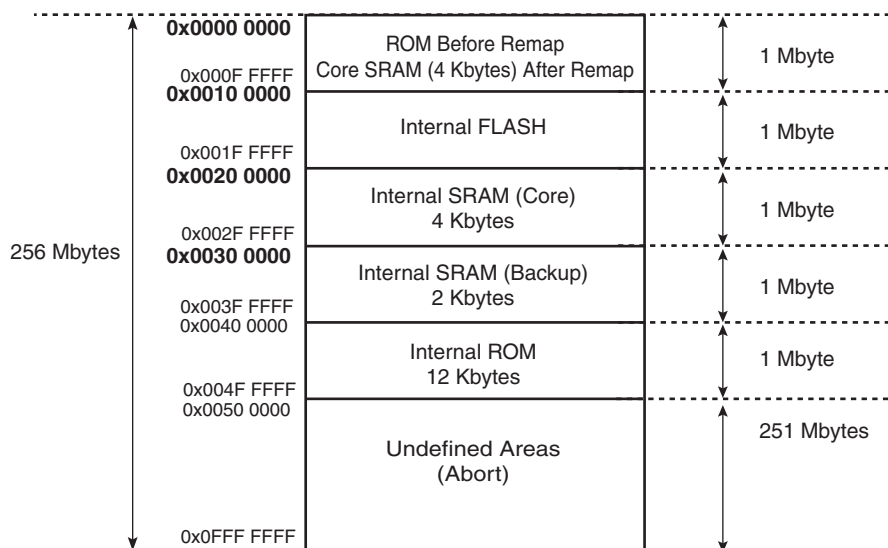 0x0000 0000
ROM Before Remap
Core SRAM (4 Kbytes) After Remap
1 Mbyte
0x000F FFFF
0x0010 0000
Internal FLASH
1 Mbyte
0x001F FFFF
0x0020 0000
Internal SRAM (Core)
4 Kbytes
1 Mbyte
0x002F FFFF
256 Mbytes
0x0030 0000
Internal SRAM (Backup)
2 Kbytes
1 Mbyte
0x003F FFFF
0x0040 0000
Internal ROM
12 Kbytes
1 Mbyte
0x004F FFFF
0x0050 0000
251 Mbytes
Undefined Areas
(Abort)
0x0FFF FFFF